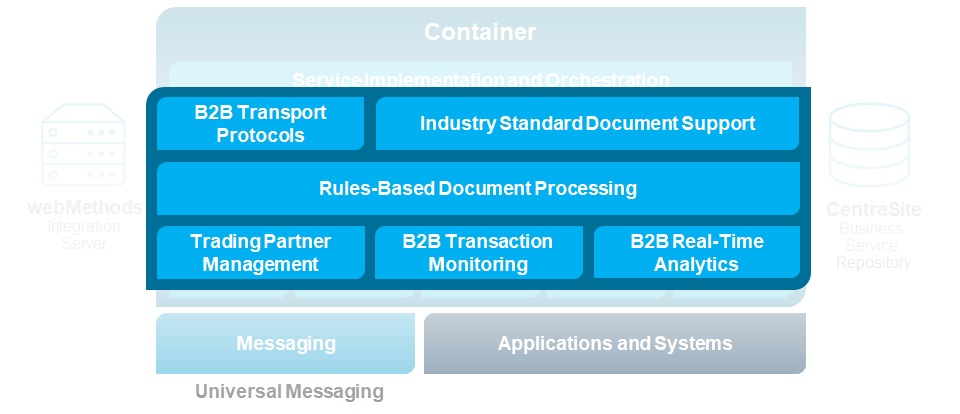 Container
Service Implementation and Orchestration
B2B Transport
Protocols
Industry Standard Document Support
Rules-Based Document Processing
Trading Partner
Management
B2B Transaction
Monitoring
B2B Real-Time
Analytics
webMethods
Integration
Server
CentraSite
Business
Service
Repository
Messaging
Applications and Systems
Universal Messaging